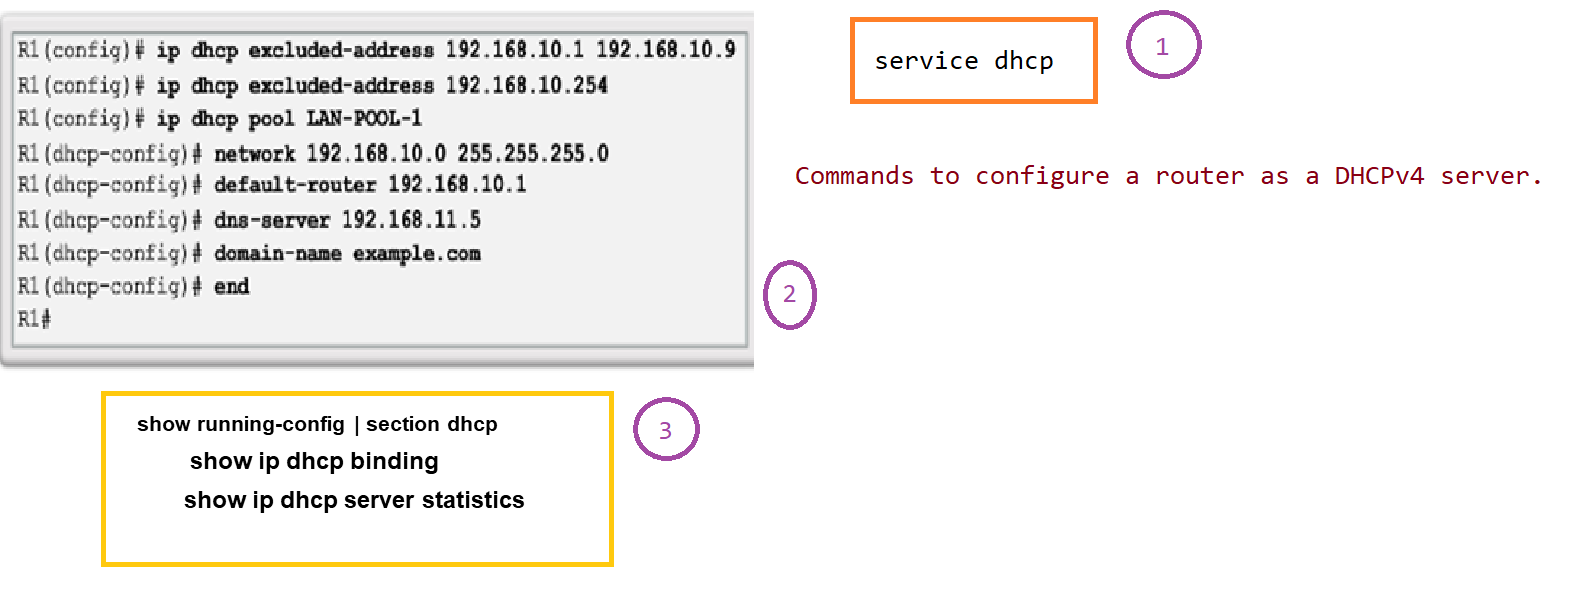 R1(config)# ip dhcp excluded-address 192.168.10.1 192.168.10.9
R1(config)# ip dhcp excluded-address 192.168.10.254
R1(config)# ip dhcp pool LAN-POOL-1
R1(dhcp-config)# network 192.168.10.0 255.255.255.0
R1(dhcp-config)# default-router 192.168.10.1
R1(dhcp-config)# dns-server 192.168.11.5
R1(dhcp-config)# domain-name example.com
R1(dhcp-config)# end
R1#
service dhcp
1
Commands to configure a router as a DHCPv4 server.
2
show running-config | section dhcp
show ip dhcp binding
show ip dhcp server statistics
3